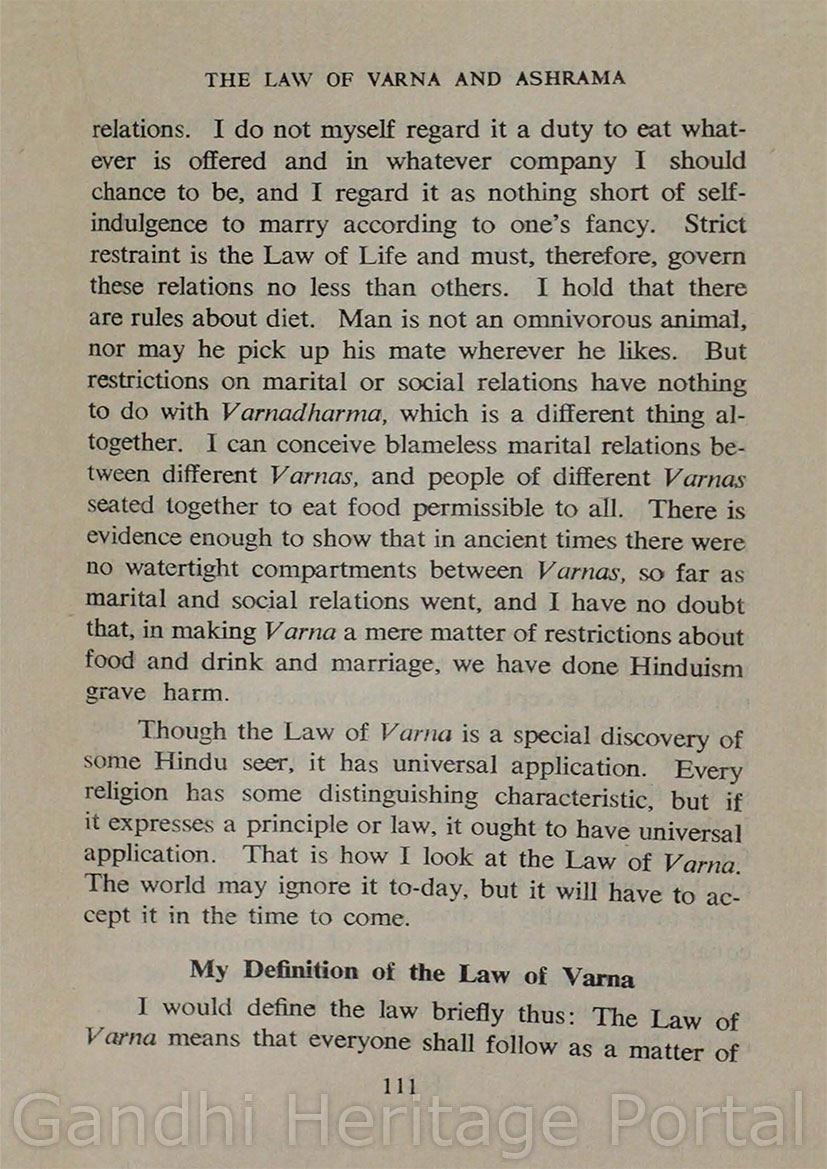 THE LAW OF VARNA AND ASHRAMA
relations. I do not myself regard it a duty to eat what-
ever is offered and in whatever company I should
chance to be, and I regard it as nothing short of self-
indulgence to marry according to one's fancy. Strict
restraint is the Law of Life and must, therefore, govern
these relations no less than others. I hold that there
are rules about diet. Man is not an omnivorous animal,
nor may he pick up his mate wherever he likes. But
restrictions on marital or social relations have nothing
to do with Varnadharma, which is a different thing al-
together. I can conceive blameless marital relations be-
tween different Varnas, and people of different Varnas
seated together to eat food permissible to all. There is
evidence enough to show that in ancient times there were
no watertight compartments between Varnas, so far as
marital and social relations went, and I have no doubt
that, in making Varna a mere matter of restrictions about
food and drink and marriage, we have done Hinduism
grave harm.
Though the Law of Varna is a special discovery of
some Hindu seer, it has universal application. Every
religion has some distinguishing characteristic, but if
it expresses a principle or law, it ought to have universal
application. That is how I look at the Law of Varna.
The world may ignore it to-day, but it will have to ac-
cept it in the time to come.
My Definition of the Law of Varna
I would define the law briefly thus: The Law of
Varna means that everyone shall follow as a matter of
111
Gandhi Heritage Portal